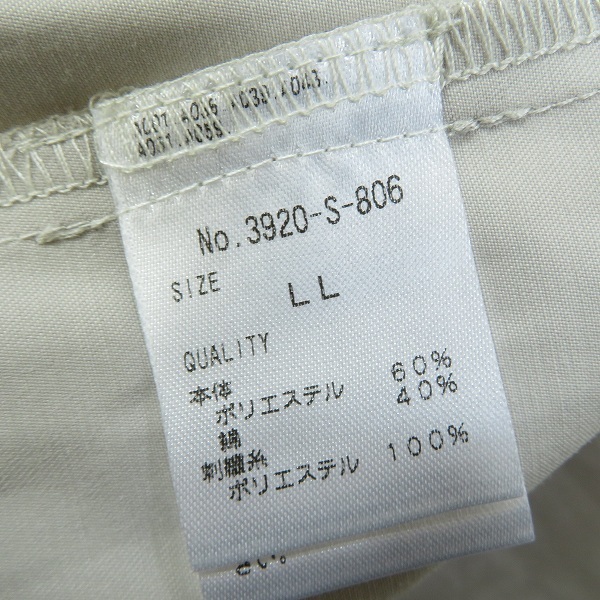 No.3920-S-806
SIZE
LL
QUALITY
本体
ポリエステル 60%
綿 40%
刺繍糸
ポリエステル 100%